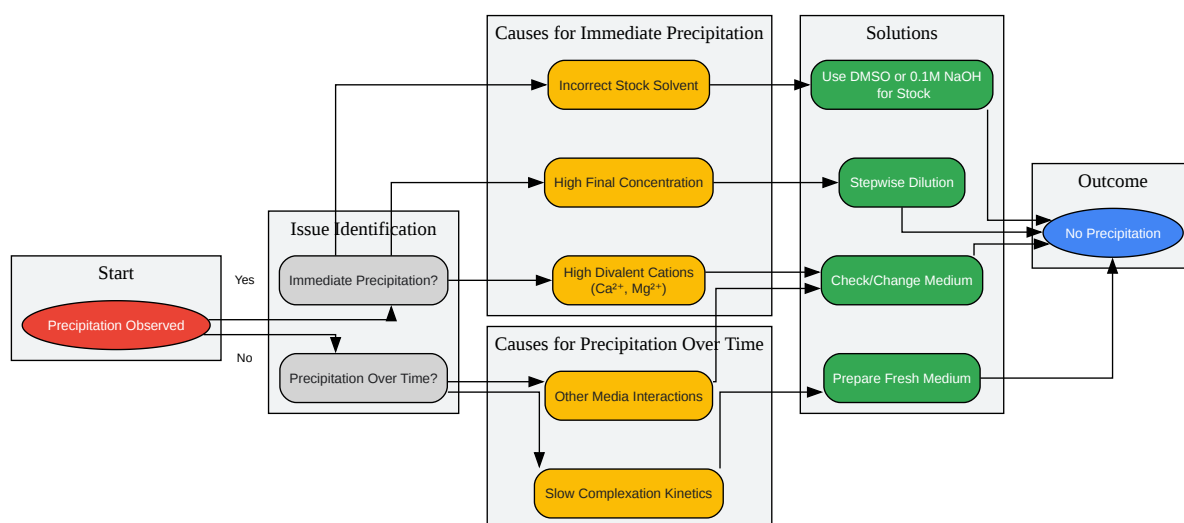 Start
Precipitation Observed
Yes
No
Issue Identification
Immediate Precipitation?
Precipitation Over Time?
Causes for Immediate Precipitation
Incorrect Stock Solvent
High Final Concentration
High Divalent Cations
(Ca²⁺, Mg²⁺)
Causes for Precipitation Over Time
Other Media Interactions
Slow Complexation Kinetics
Solutions
Use DMSO or 0.1M NaOH
for Stock
Stepwise Dilution
Check/Change Medium
Prepare Fresh Medium
Outcome
No Precipitation